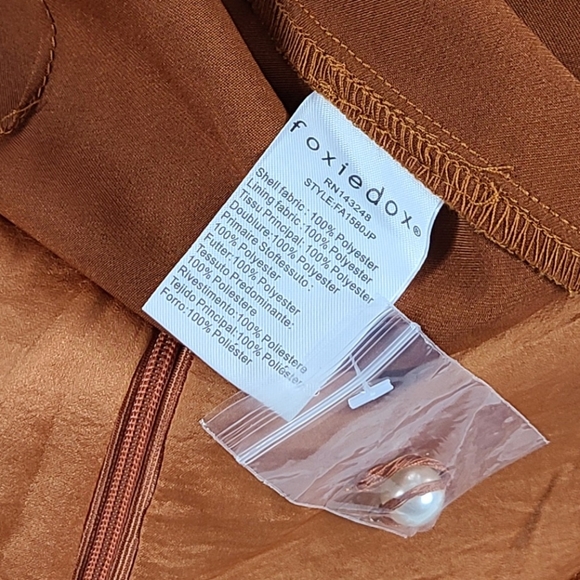 foxiedox®
RN143248
STYLE:FA1580JP
Shell fabric : 100% Polyester
Lining fabric : 100% Polyester
Tissu Principal: 100% Polyester
Doublure: 100% Polyester
Primaire Stoffestsuto :
100% Polyester
Futter: 100% Polyester
Tessuto Predominante:
100% Poliestere
Rivestimento:100% Poliestere
Tejido Principal:100% Poliéster
Forro:100% Poliéster